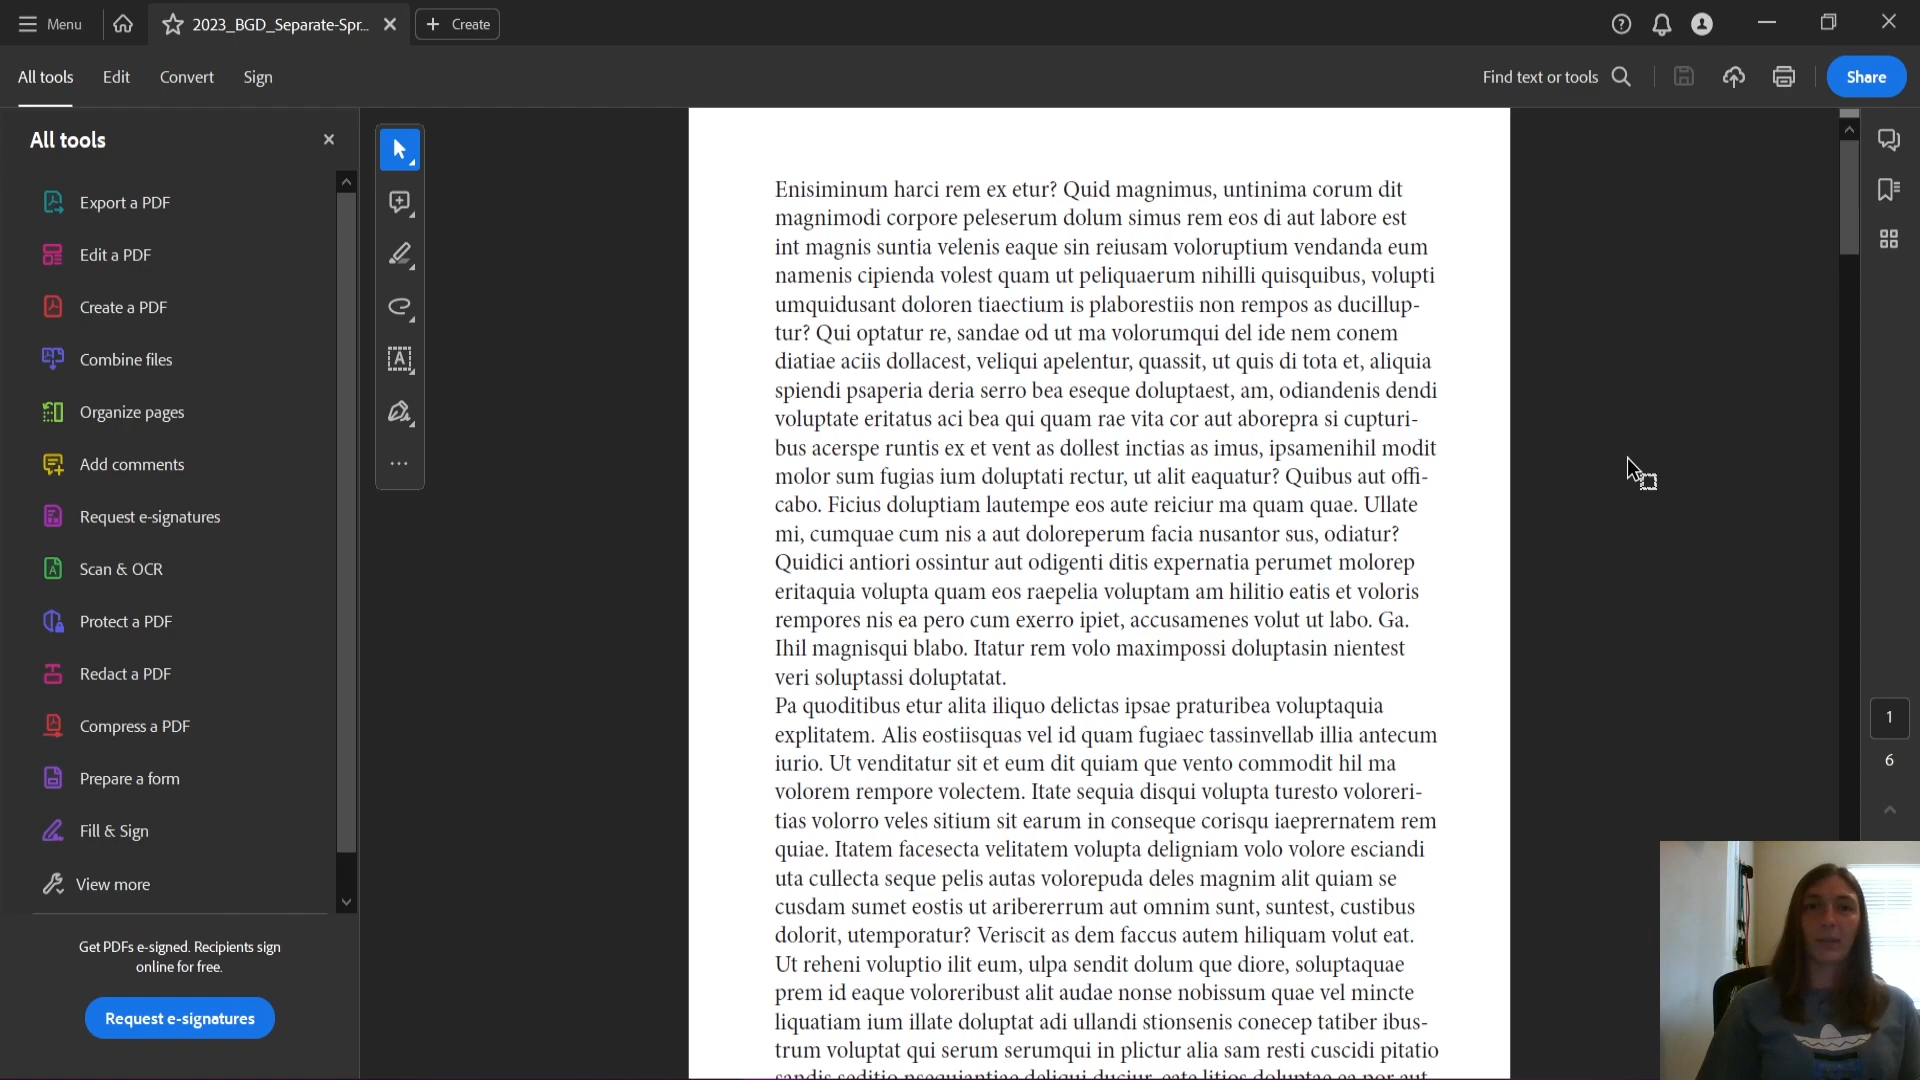 Menu
2023_BGD_Separate-Spr...
Create
All tools
Edit
Convert
Sign
Find text or tools
Share
All tools
Export a PDF
Edit a PDF
Create a PDF
Combine files
Organize pages
Add comments
Request e-signatures
Scan & OCR
Protect a PDF
Redact a PDF
Compress a PDF
Prepare a form
Fill & Sign
View more
Get PDFs e-signed. Recipients sign
online for free.
Request e-signatures
Enisiminum harci rem ex etur? Quid magnimus, untinima corum dit
magnimodi corpore peleserum dolum simus rem eos di aut labore est
int magnis suntia velenis eaque sin reiusam voloruptium vendanda eum
namenis cipienda volest quam ut peliquaerum nihilli quisquibus, volupti
umquidusant doloren tiaectium is plaborestiis non rempos as ducillup-
tur? Qui optatur re, sandae od ut ma volorumqui del ide nem conem
diatiae aciis dollacest, veliqui apelentur, quassit, ut quis di tota et, aliquia
spiendi psaperia deria serro bea eseque doluptaest, am, odiandenis dendi
voluptate eritatus aci bea qui quam rae vita cor aut aborepra si cupturi-
bus acerspe runtis ex et vent as dollest inctias as imus, ipsamenihil modit
molor sum fugias ium doluptati rectur, ut alit eaquatur? Quibus aut offi-
cabo. Ficius doluptiam lautempe eos aute reiciur ma quam quae. Ullate
mi, cumquae cum nis a aut doloreperum facia nusantor sus, odiatur?
Quidici antiori ossintur aut odigenti ditis expernatia perumet molorep
eritaquia volupta quam eos raepelia voluptam am hilitio eatis et voloris
rempores nis ea pero cum exerro ipiet, accusamenes volut ut labo. Ga.
Ihil magnisqui blabo. Itatur rem volo maximpossi doluptasin nientest
veri soluptassi doluptatat.
Pa quoditibus etur alita iliquo delictas ipsae praturibea voluptaquia
explitatem. Alis eostiisquas vel id quam fugiaec tassinvellab illia antecum
iurio. Ut venditatur sit et eum dit quiam que vento commodit hil ma
volorem rempore volectem. Itate sequia disqui volupta turesto voloreri-
tias volorro veles sitium sit earum in conseque corisqu iaeprernatem rem
quiae. Itatem facesecta velitatem volupta deligniam volo volore esciandi
uta cullecta seque pelis autas volorepuda deles magnim alit quiam se
cusdam sumet eostis ut aribererrum aut omnim sunt, suntest, custibus
dolorit, utemporatur? Veriscit as dem faccus autem hiliquam volut eat.
Ut reheni voluptio ilit eum, ulpa sendit dolum que diore, soluptaquae
prem id eaque voloreribust alit audae nonse nobissum quae vel mincte
liquatiam ium illate doluptat adi ullandi stionsenis conecep tatiber ibus-
trum voluptat qui serum serumqui in plictur alia sam resti cuscidi pitatio
1
6